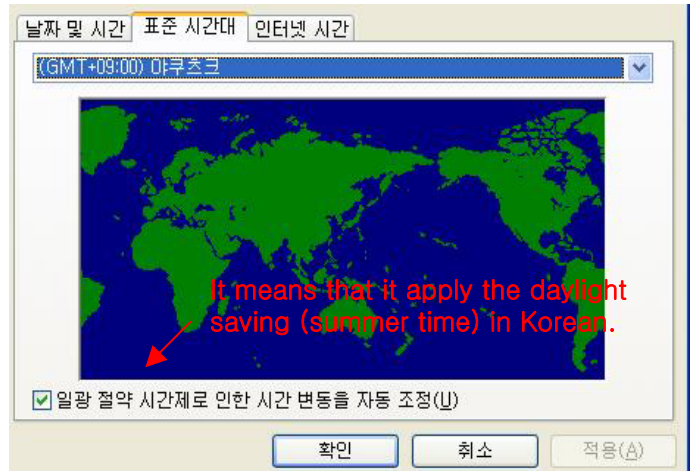 날짜 및 시간 표준 시간대 인터넷 시간
(GMT+09:00) 야쿠츠크
It means that it apply the daylight
saving (summer time) in Korean.
일광 절약 시간제로 인한 시간 변동을 자동 조정(U)
확인 취소 적용(A)